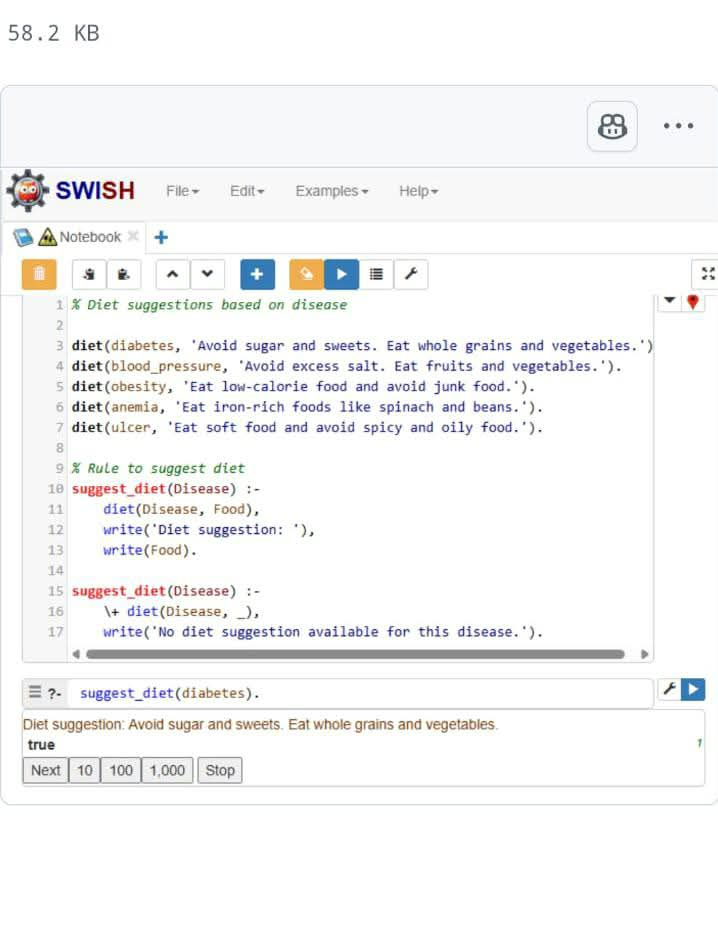 58.2 KB
SWISH File Edit Examples Help
Notebook
1 % Diet suggestions based on disease
2
3 diet(diabetes, 'Avoid sugar and sweets. Eat whole grains and vegetables.')
4 diet(blood_pressure, 'Avoid excess salt. Eat fruits and vegetables.').
5 diet(obesity, 'Eat low-calorie food and avoid junk food.').
6 diet(anemia, 'Eat iron-rich foods like spinach and beans.').
7 diet(ulcer, 'Eat soft food and avoid spicy and oily food.').
8
9 % Rule to suggest diet
10 suggest_diet(Disease) :-
11 diet(Disease, Food),
12 write('Diet suggestion: '),
13 write(Food).
14
15 suggest_diet(Disease) :-
16 \+ diet(Disease, _),
17 write('No diet suggestion available for this disease.').
?- suggest_diet(diabetes).
Diet suggestion: Avoid sugar and sweets. Eat whole grains and vegetables.
true 1
Next 10 100 1,000 Stop